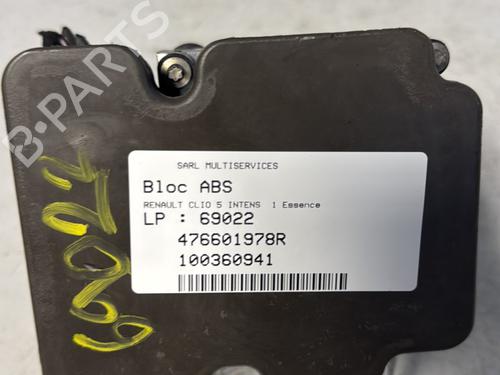 SARL MULTISERVICES
Bloc ABS
RENAULT CLIO 5 INTENS 1 Essence
LP : 69022
476601978R
100360941
69022
B-PARTS